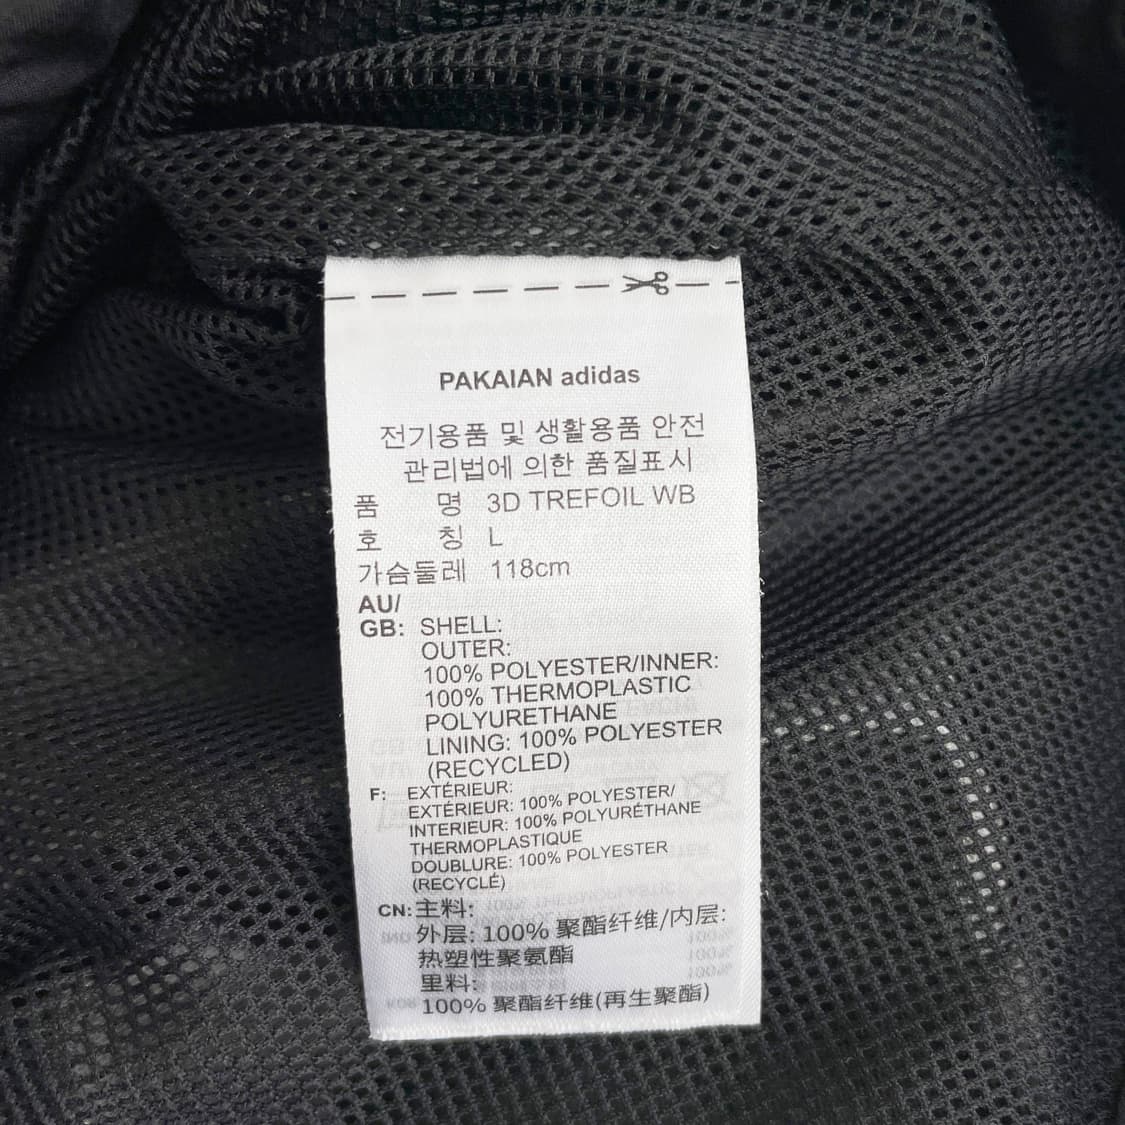 PAKAIAN adidas
전기용품 및 생활용품 안전
관리법에 의한 품질표시
품 명 3D TREFOIL WB
호 칭 L
가슴둘레 118cm
AU/
GB: SHELL:
OUTER:
100% POLYESTER/INNER:
100% THERMOPLASTIC
POLYURETHANE
LINING: 100% POLYESTER
(RECYCLED)
F: EXTÉRIEUR:
EXTÉRIEUR: 100% POLYESTER/
INTERIEUR: 100% POLYURÉTHANE
THERMOPLASTIQUE
DOUBLURE: 100% POLYESTER
(RECYCLÉ)
CN: 主料:
外层: 100% 聚酯纤维/内层:
热塑性聚氨酯
里料:
100% 聚酯纤维(再生聚酯)